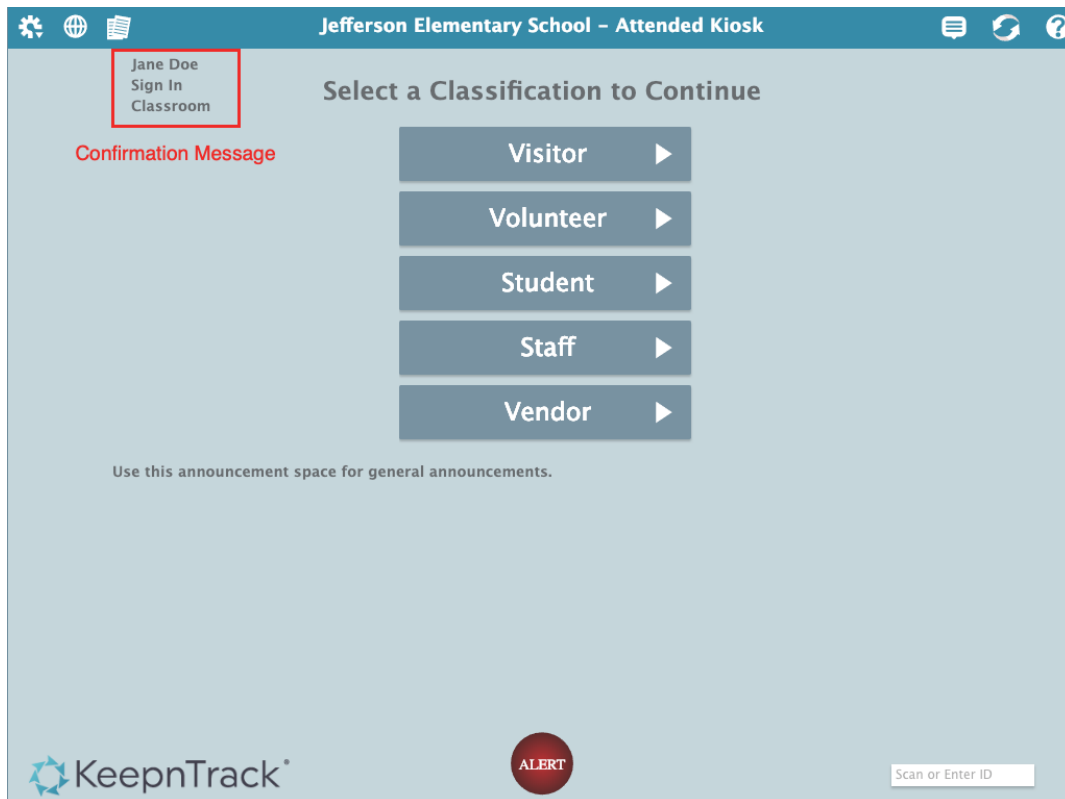 Jefferson Elementary School – Attended Kiosk
Jane Doe
Sign In
Classroom
Confirmation Message
Select a Classification to Continue
Visitor
Volunteer
Student
Staff
Vendor
Use this announcement space for general announcements.
KeepnTrack
ALERT
Scan or Enter ID